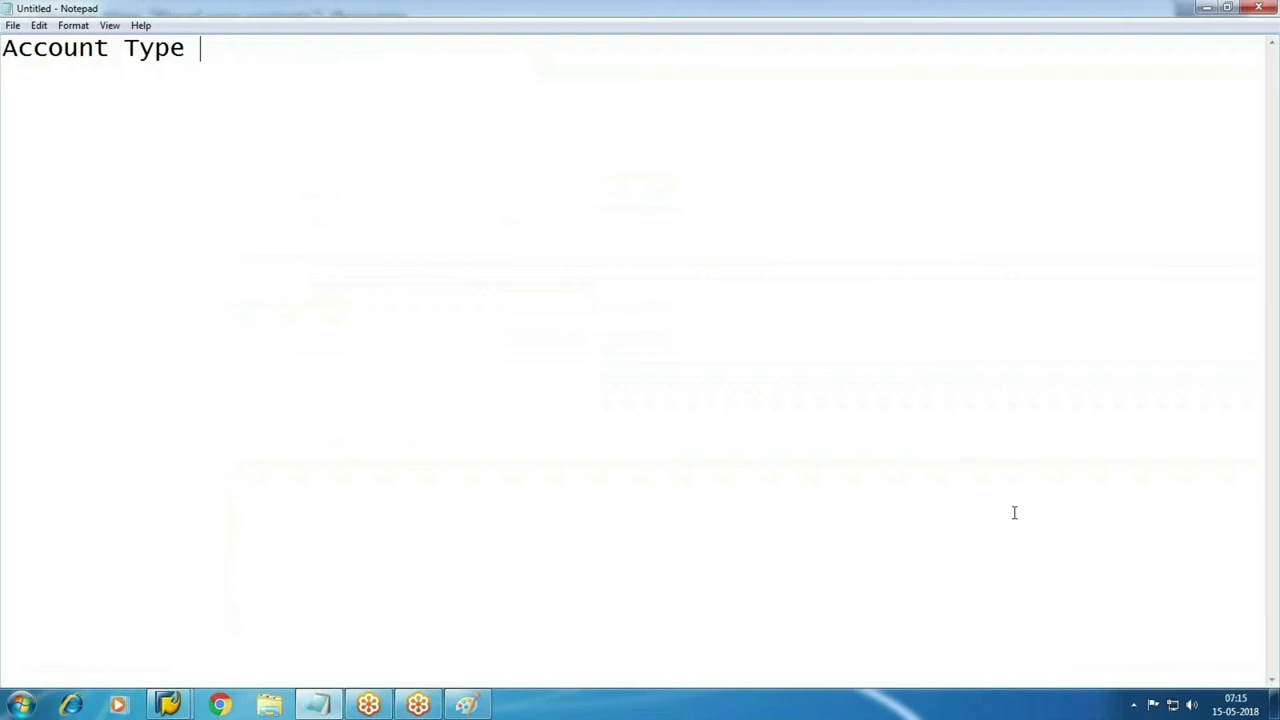 Untitled - Notepad
File Edit Format View Help
Account Type
07:15
15-05-2018